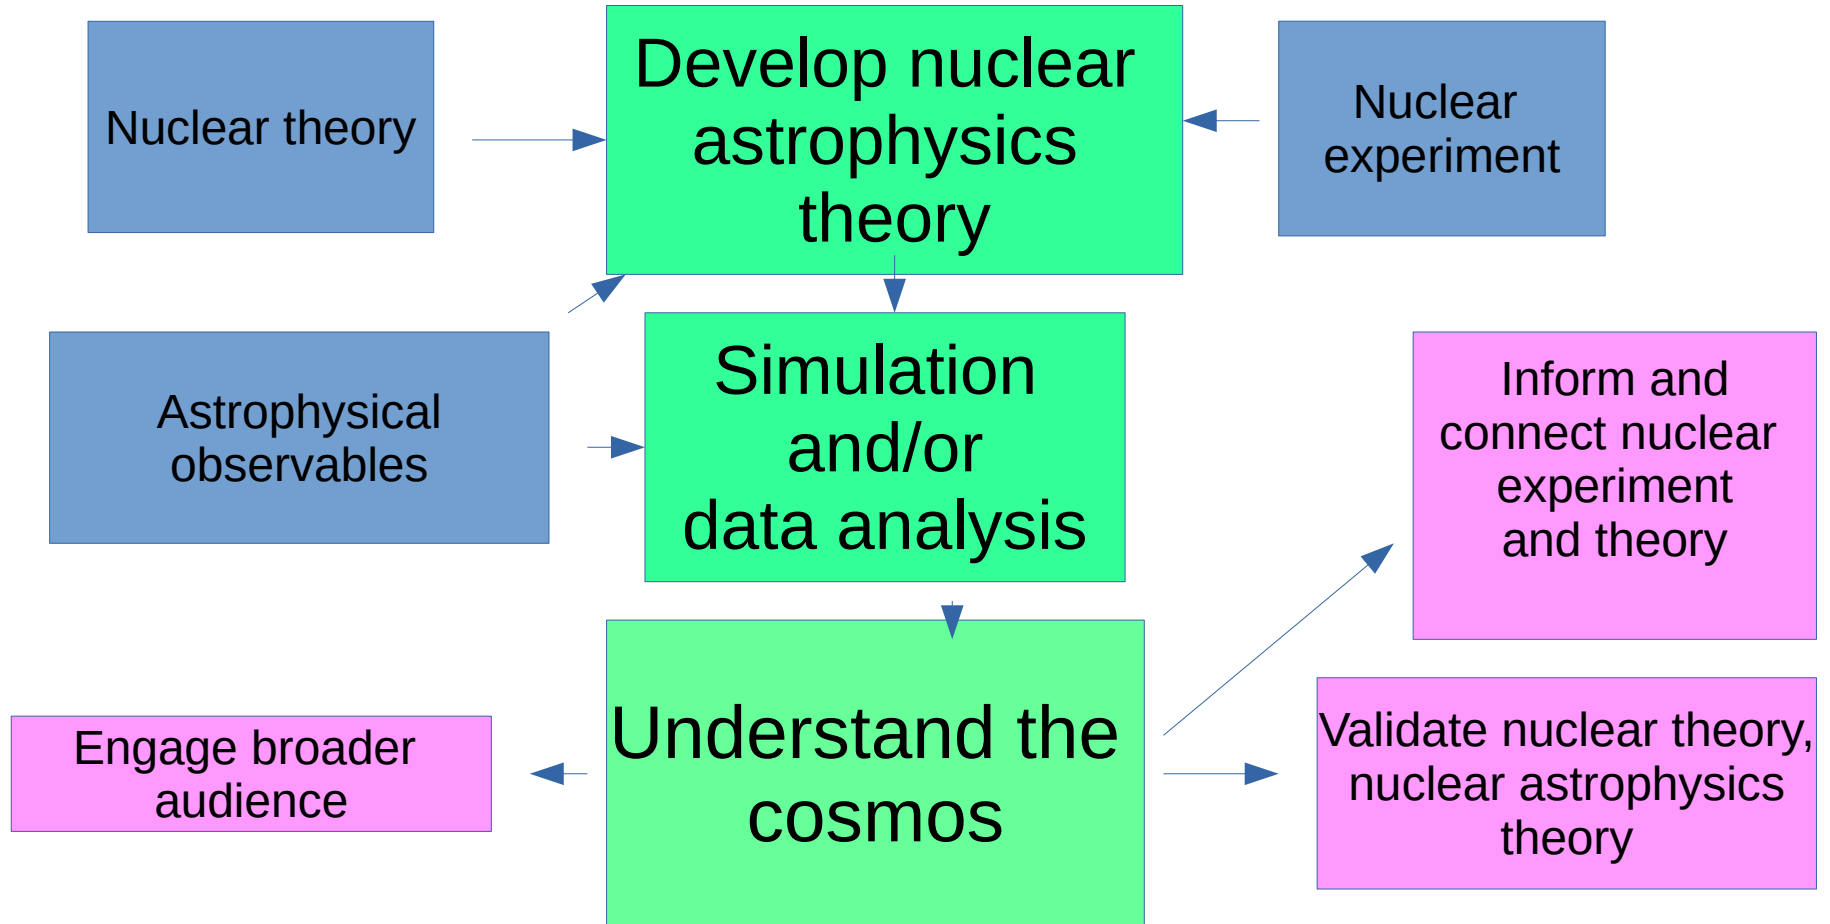 Nuclear theory
Develop nuclear
astrophysics
theory
Nuclear
experiment
Astrophysical
observables
Simulation
and/or
data analysis
Inform and
connect nuclear
experiment
and theory
Engage broader
audience
Understand the
cosmos
Validate nuclear theory,
nuclear astrophysics
theory